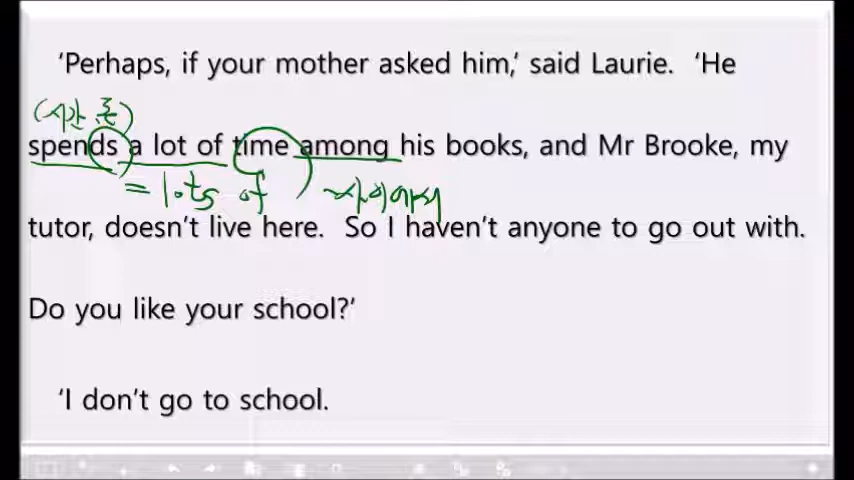 ‘Perhaps, if your mother asked him,’ said Laurie. ‘He
(시간 돈)
spends a lot of time among his books, and Mr Brooke, my
= lots of ~사이에서
tutor, doesn’t live here. So I haven’t anyone to go out with.
Do you like your school?’
‘I don’t go to school.